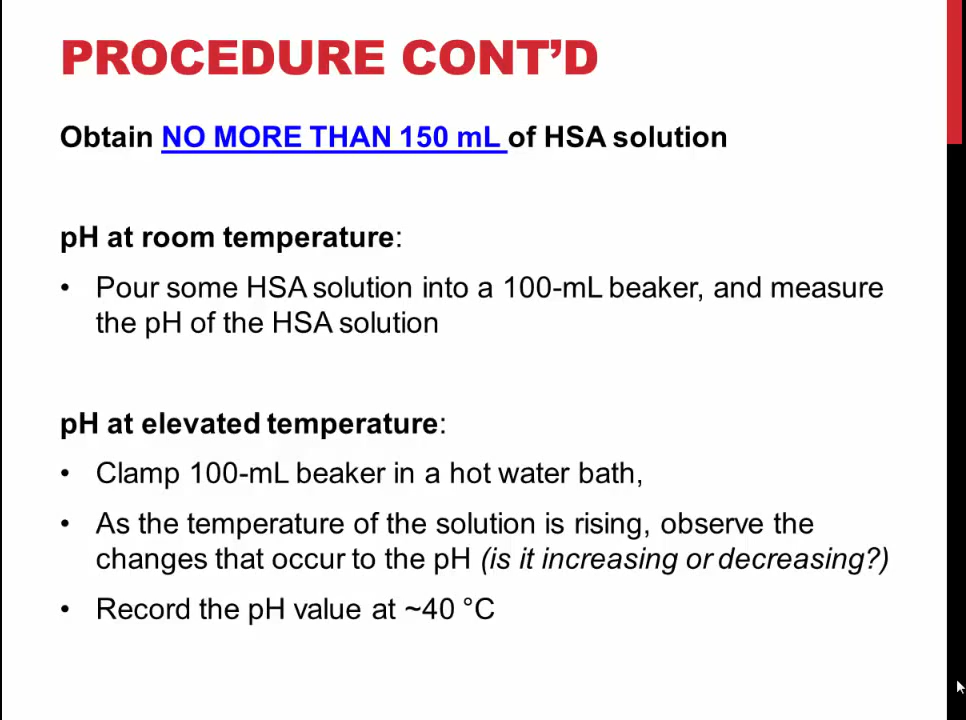 PROCEDURE CONT’D
Obtain NO MORE THAN 150 mL of HSA solution
pH at room temperature:
• Pour some HSA solution into a 100-mL beaker, and measure
the pH of the HSA solution
pH at elevated temperature:
• Clamp 100-mL beaker in a hot water bath,
• As the temperature of the solution is rising, observe the
changes that occur to the pH (is it increasing or decreasing?)
• Record the pH value at ~40 °C